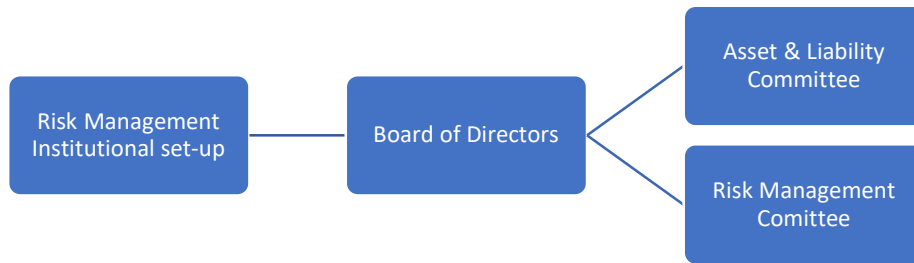 Asset & Liability
Committee
Risk Management
Institutional set-up
Board of Directors
Risk Management
Comittee